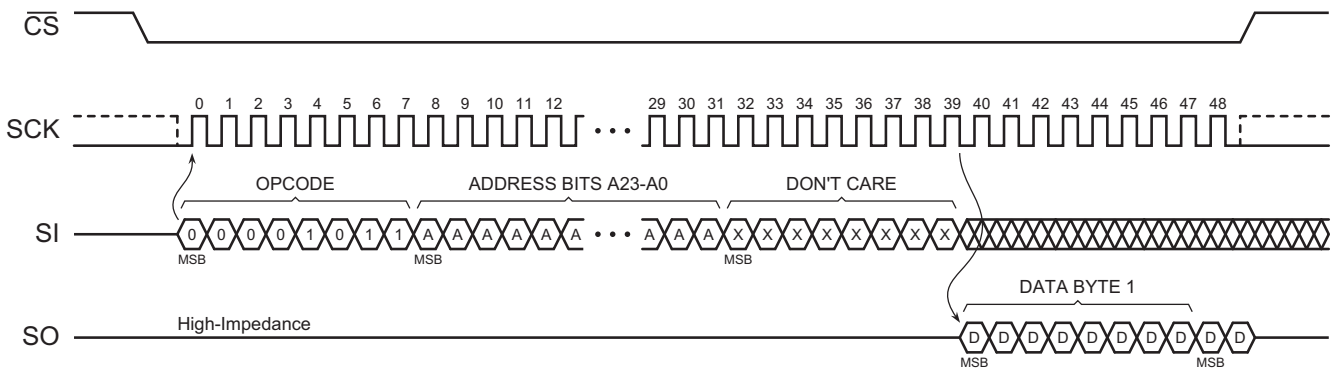 CS
SCK
0 1 2 3 4 5 6 7 8 9 10 11 12 29 30 31 32 33 34 35 36 37 38 39 40 41 42 43 44 45 46 47 48
OPCODE ADDRESS BITS A23-A0 DON'T CARE
SI
0 0 0 0 1 0 1 1 A A A A A A A A A X X X X X X X X
MSB MSB MSB
DATA BYTE 1
SO
High-Impedance
D D D D D D D D D D
MSB MSB